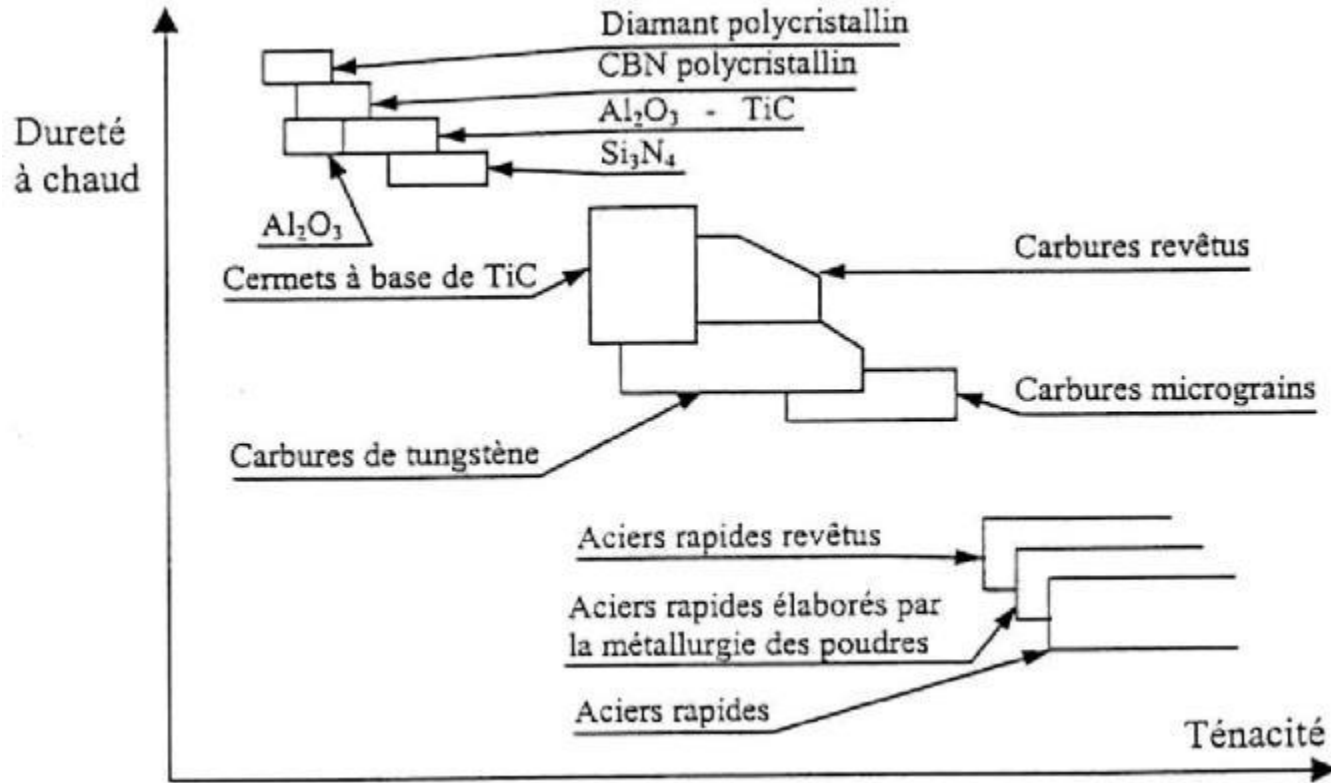 Diamant polycristallin
CBN polycristallin
Al₂O₃ - TiC
Si₃N₄
Dureté
à chaud
Al₂O₃
Cermets à base de TiC
Carbures revêtus
Carbures micrograins
Carbures de tungstène
Aciers rapides revêtus
Aciers rapides élaborés par
la métallurgie des poudres
Aciers rapides
Ténacité